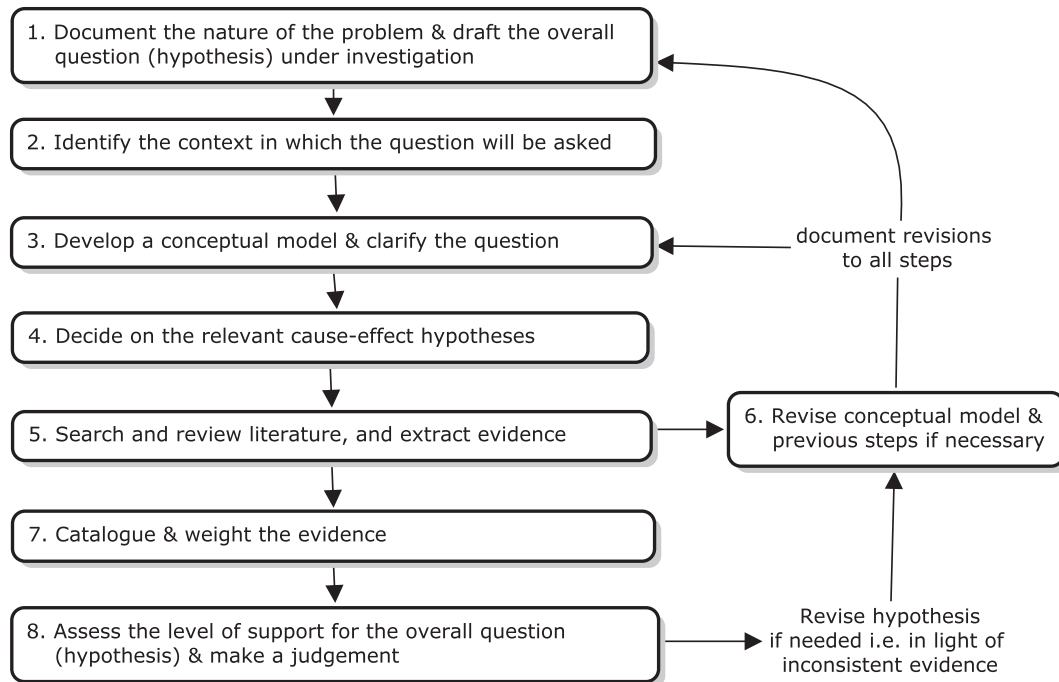 1. Document the nature of the problem & draft the overall
question (hypothesis) under investigation
2. Identify the context in which the question will be asked
3. Develop a conceptual model & clarify the question
document revisions
to all steps
4. Decide on the relevant cause-effect hypotheses
5. Search and review literature, and extract evidence
6. Revise conceptual model &
previous steps if necessary
7. Catalogue & weight the evidence
8. Assess the level of support for the overall question
(hypothesis) & make a judgement
Revise hypothesis
if needed i.e. in light of
inconsistent evidence